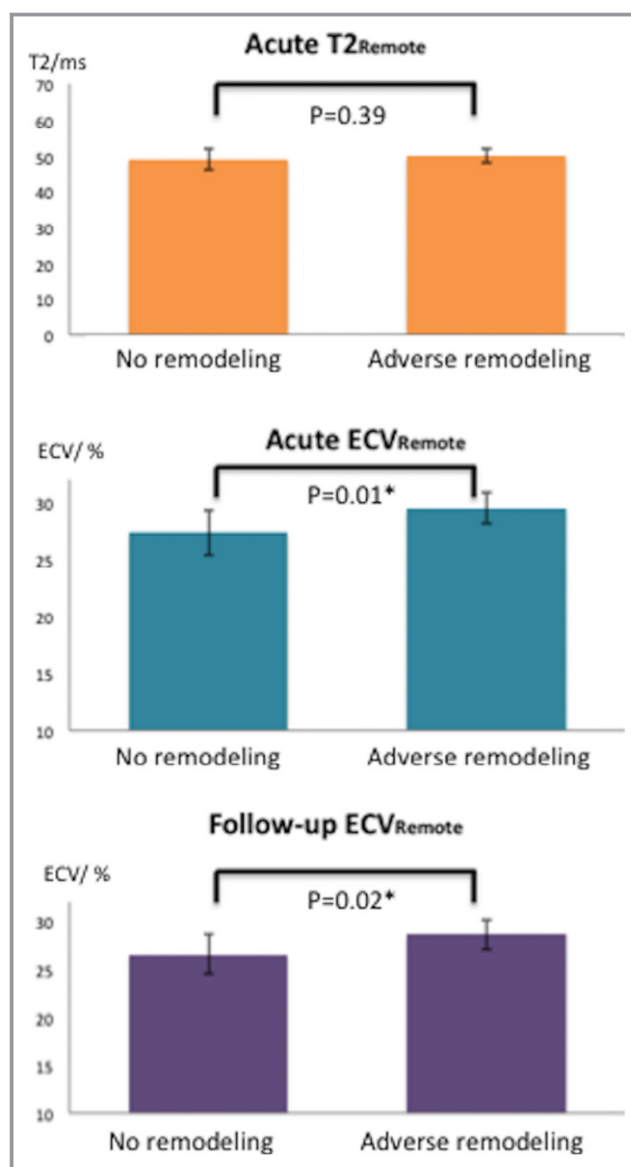 Acute T2Remote
T2/ms
70
P=0.39
60
50
40
30
20
10
0
No remodeling Adverse remodeling
Acute ECVRemote
ECV/ %
P=0.01*
30
25
20
15
10
No remodeling Adverse remodeling
Follow-up ECVRemote
ECV/ %
P=0.02*
30
25
20
15
10
No remodeling Adverse remodeling